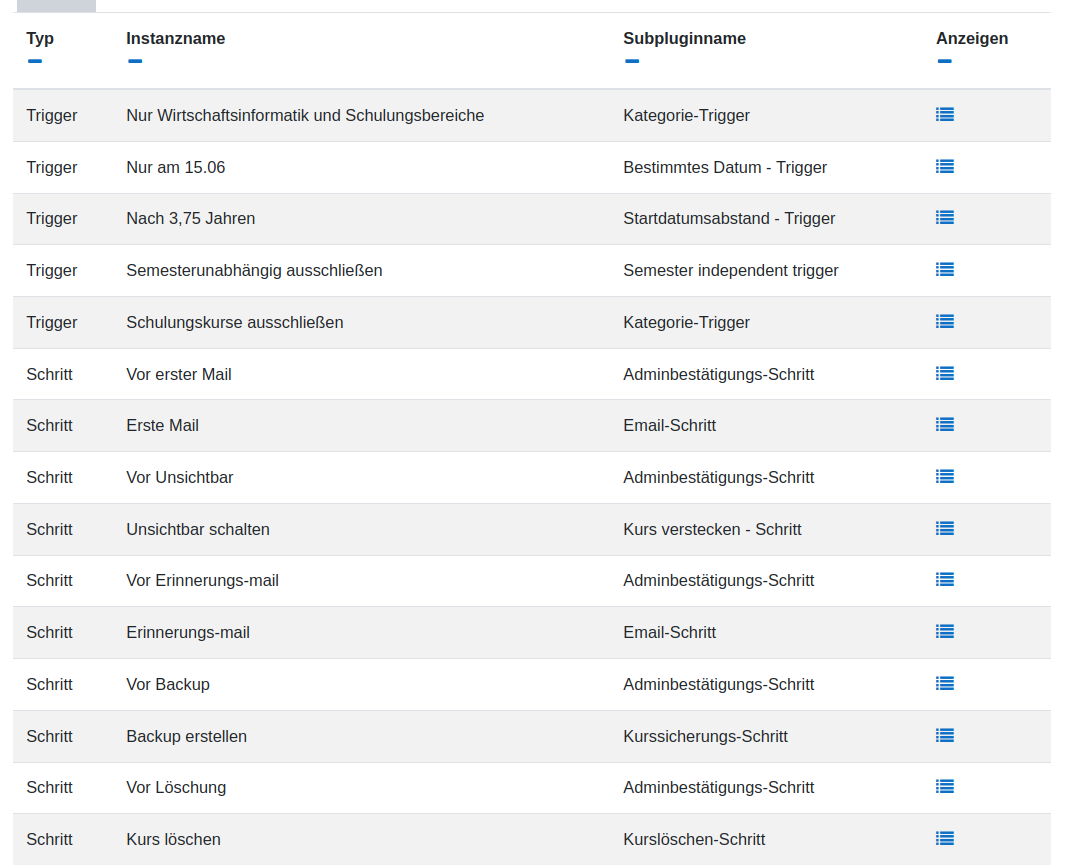 Typ Instanzname Subpluginname Anzeigen
Trigger Nur Wirtschaftsinformatik und Schulungsbereiche Kategorie-Trigger
Trigger Nur am 15.06 Bestimmtes Datum - Trigger
Trigger Nach 3,75 Jahren Startdatumsabstand - Trigger
Trigger Semesterunabhängig ausschließen Semester independent trigger
Trigger Schulungskurse ausschließen Kategorie-Trigger
Schritt Vor erster Mail Adminbestätigungs-Schritt
Schritt Erste Mail Email-Schritt
Schritt Vor Unsichtbar Adminbestätigungs-Schritt
Schritt Unsichtbar schalten Kurs verstecken - Schritt
Schritt Vor Erinnerungs-mail Adminbestätigungs-Schritt
Schritt Erinnerungs-mail Email-Schritt
Schritt Vor Backup Adminbestätigungs-Schritt
Schritt Backup erstellen Kurssicherungs-Schritt
Schritt Vor Löschung Adminbestätigungs-Schritt
Schritt Kurs löschen Kurslöschen-Schritt